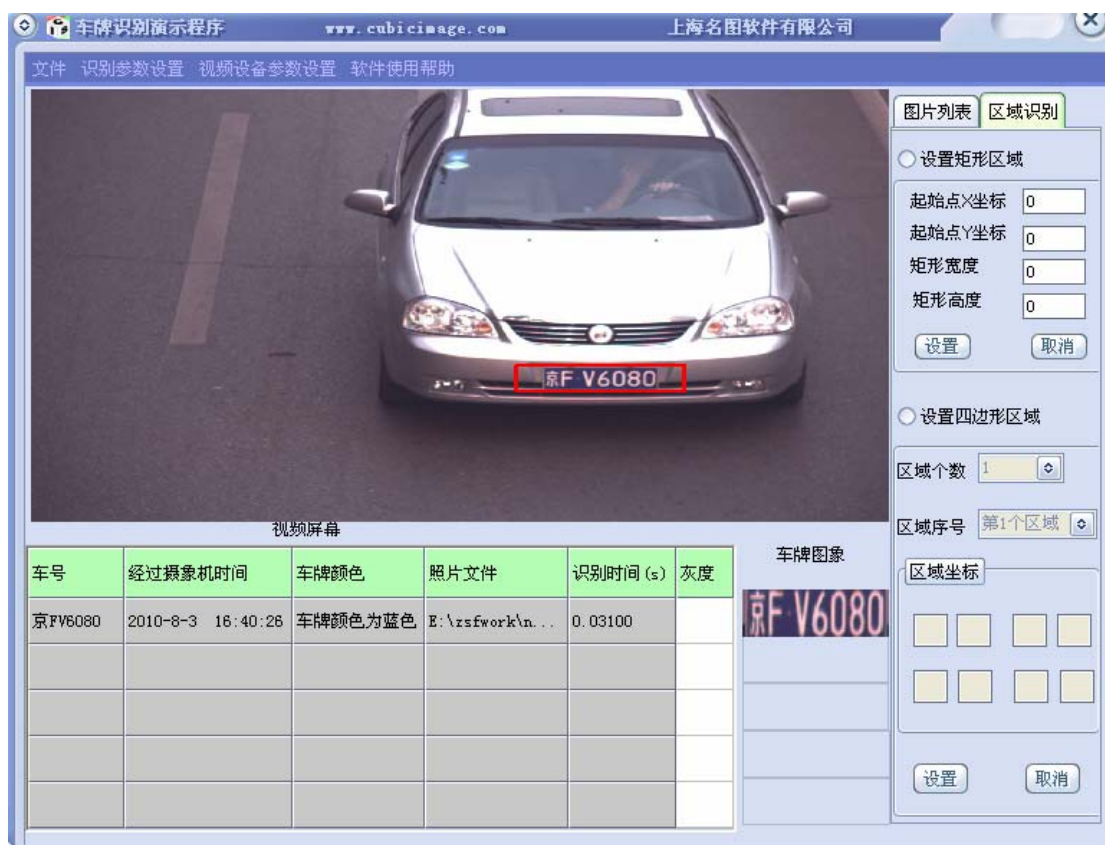 车牌识别演示程序 www.cubicimage.com 上海名图软件有限公司
文件 识别参数设置 视频设备参数设置 软件使用帮助
图片列表 区域识别
设置矩形区域
起始点X坐标 0
起始点Y坐标 0
矩形宽度 0
矩形高度 0
设置 取消
京F V6080
设置四边形区域
区域个数 1
区域序号 第1个区域
区域坐标
设置 取消
视频屏幕
车号 经过摄象机时间 车牌颜色 照片文件 识别时间(s) 灰度
京FV6080 2010-8-3 16:40:26 车牌颜色为蓝色 E:\zsfwork\n... 0.03100
车牌图象
京F V6080